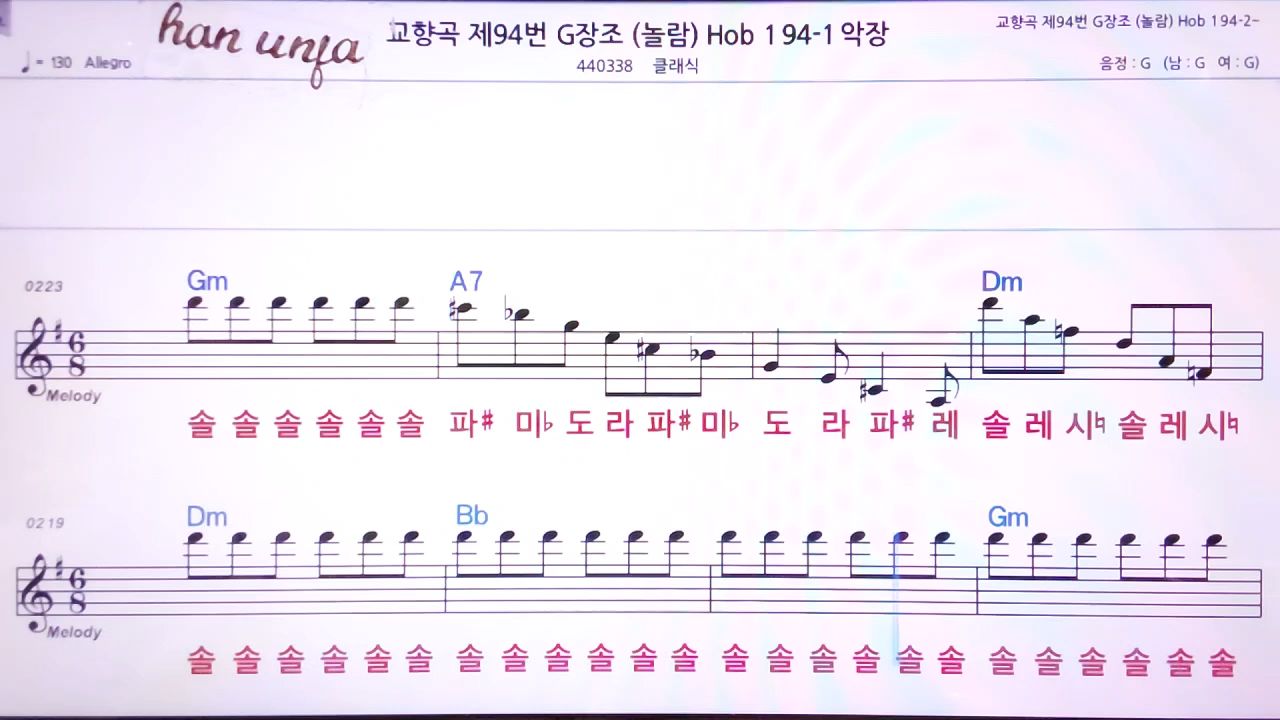 han unfa
교향곡 제94번 G장조 (놀람) Hob 1 94-1 악장
교향곡 제94번 G장조 (놀람) Hob 1 94-2-
♩= 130 Allegro
440338 클래식
음정 : G (남 : G 여 : G)
0223
Gm A7 Dm
6
8
Melody
솔 솔 솔 솔 솔 솔 파# 미♭ 도 라 파# 미♭ 도 라 파# 레 솔 레 시♮ 솔 레 시♮
0219
Dm Bb Gm
6
8
Melody
솔 솔 솔 솔 솔 솔 솔 솔 솔 솔 솔 솔 솔 솔 솔 솔 솔 솔 솔 솔 솔 솔 솔 솔